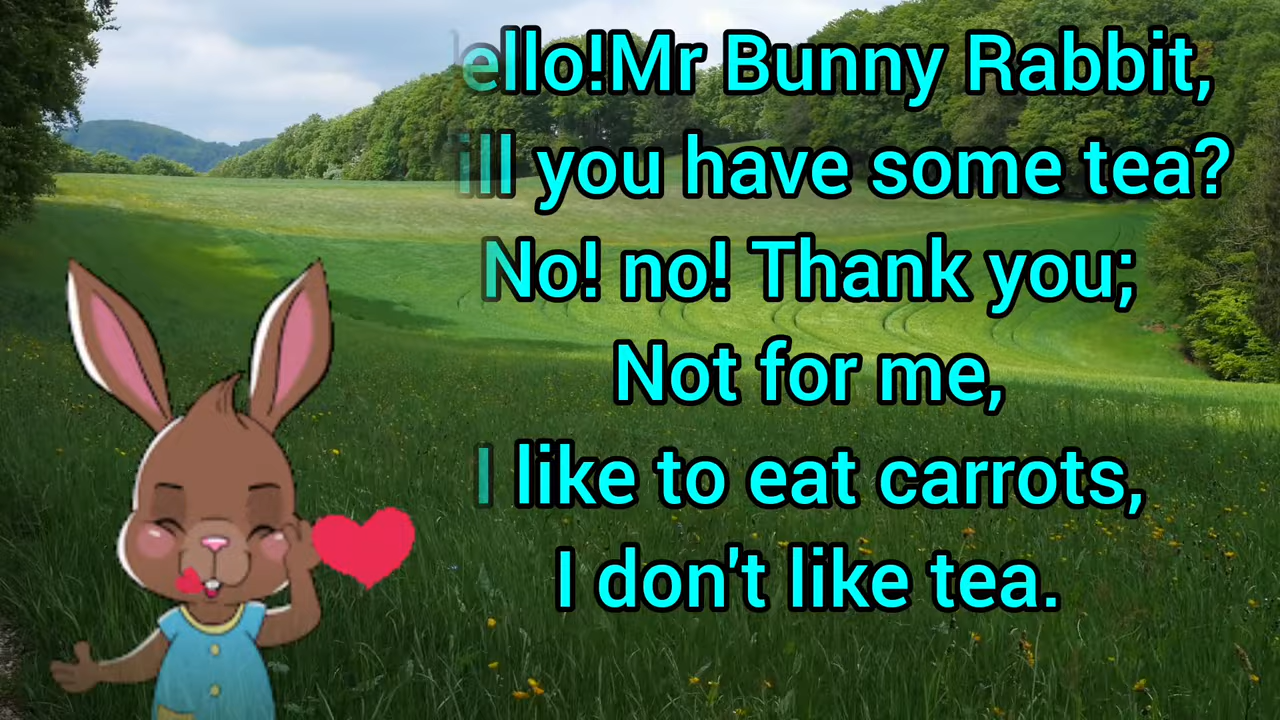 ello!Mr Bunny Rabbit,
ill you have some tea?
No! no! Thank you;
Not for me,
I like to eat carrots,
I don't like tea.